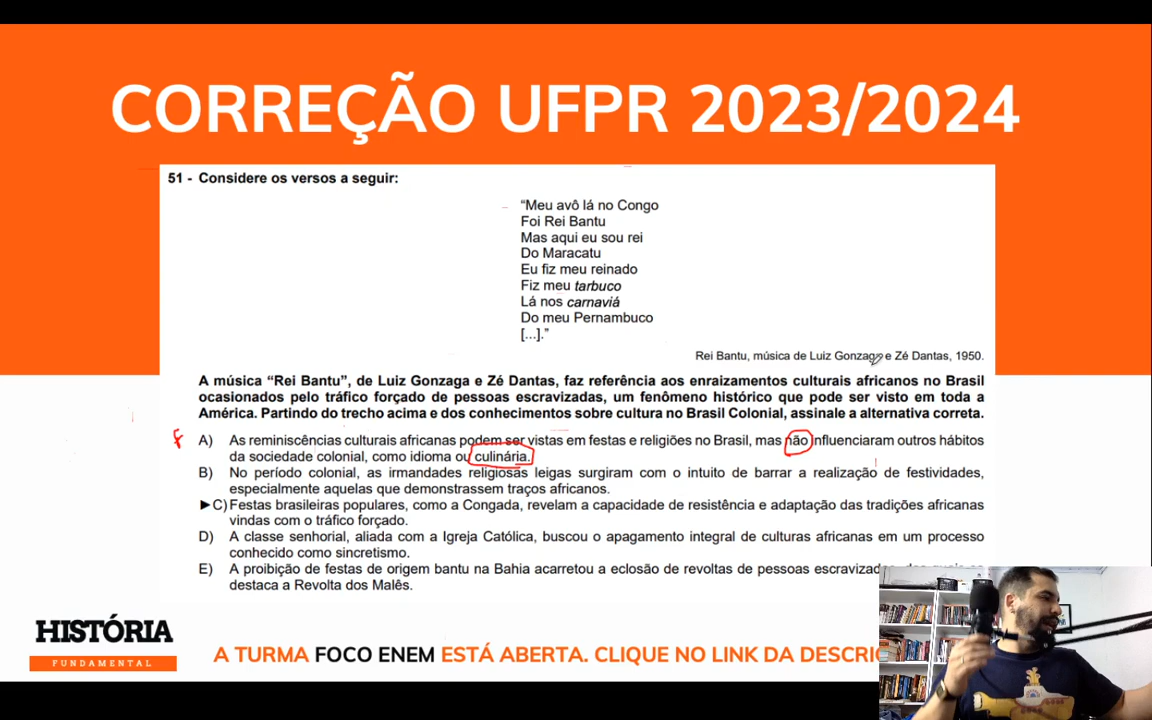 CORREÇÃO UFPR 2023/2024
51 - Considere os versos a seguir:
“Meu avô lá no Congo
Foi Rei Bantu
Mas aqui eu sou rei
Do Maracatu
Eu fiz meu reinado
Fiz meu tarbuco
Lá nos carnaviá
Do meu Pernambuco
[...].”
Rei Bantu, música de Luiz Gonzaga e Zé Dantas, 1950.
A música “Rei Bantu”, de Luiz Gonzaga e Zé Dantas, faz referência aos enraizamentos culturais africanos no Brasil
ocasionados pelo tráfico forçado de pessoas escravizadas, um fenômeno histórico que pode ser visto em toda a
América. Partindo do trecho acima e dos conhecimentos sobre cultura no Brasil Colonial, assinale a alternativa correta.
F A) As reminiscências culturais africanas podem ser vistas em festas e religiões no Brasil, mas não influenciaram outros hábitos
da sociedade colonial, como idioma ou culinária.
B) No período colonial, as irmandades religiosas leigas surgiram com o intuito de barrar a realização de festividades,
especialmente aquelas que demonstrassem traços africanos.
►C) Festas brasileiras populares, como a Congada, revelam a capacidade de resistência e adaptação das tradições africanas
vindas com o tráfico forçado.
D) A classe senhorial, aliada com a Igreja Católica, buscou o apagamento integral de culturas africanas em um processo
conhecido como sincretismo.
E) A proibição de festas de origem bantu na Bahia acarretou a eclosão de revoltas de pessoas
destaca a Revolta dos Malês.
HISTÓRIA
FUNDAMENTAL
A TURMA FOCO ENEM ESTÁ ABERTA. CLIQUE NO LINK DA